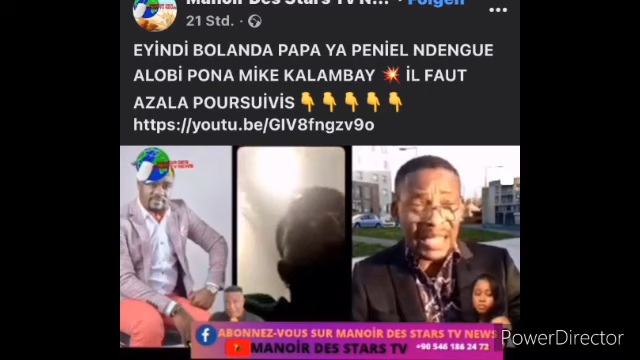 Manoir Des Stars TV N... · Folgen
21 Std. ·
EYİNDİ BOLANDA PAPA YA PENİEL NDENGUE
ALOBİ PONA MİKE KALAMBAY 💥 İL FAUT
AZALA POURSUİVİS👇👇👇👇👇
https://youtu.be/GIV8fngzv9o
ABONNEZ-VOUS SUR MANOİR DES STARS TV NEWS
MANOİR DES STARS TV +90 546 186 24 72
PowerDirector